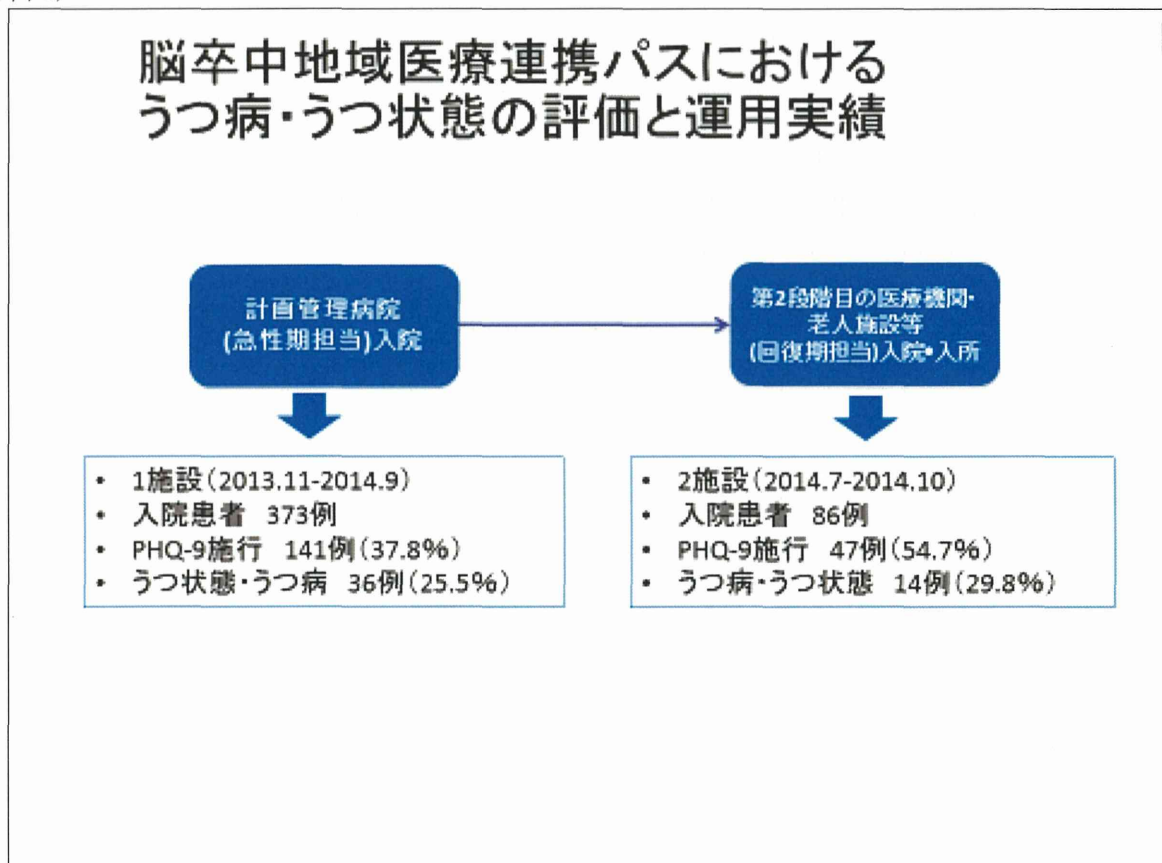 脳卒中地域医療連携パスにおける
うつ病・うつ状態の評価と運用実績
計画管理病院
(急性期担当)入院
第2段階目の医療機関・
老人施設等
(回復期担当)入院・入所
• 1施設(2013.11-2014.9)
• 入院患者 373例
• PHQ-9施行 141例(37.8%)
• うつ状態・うつ病 36例(25.5%)
• 2施設(2014.7-2014.10)
• 入院患者 86例
• PHQ-9施行 47例(54.7%)
• うつ病・うつ状態 14例(29.8%)